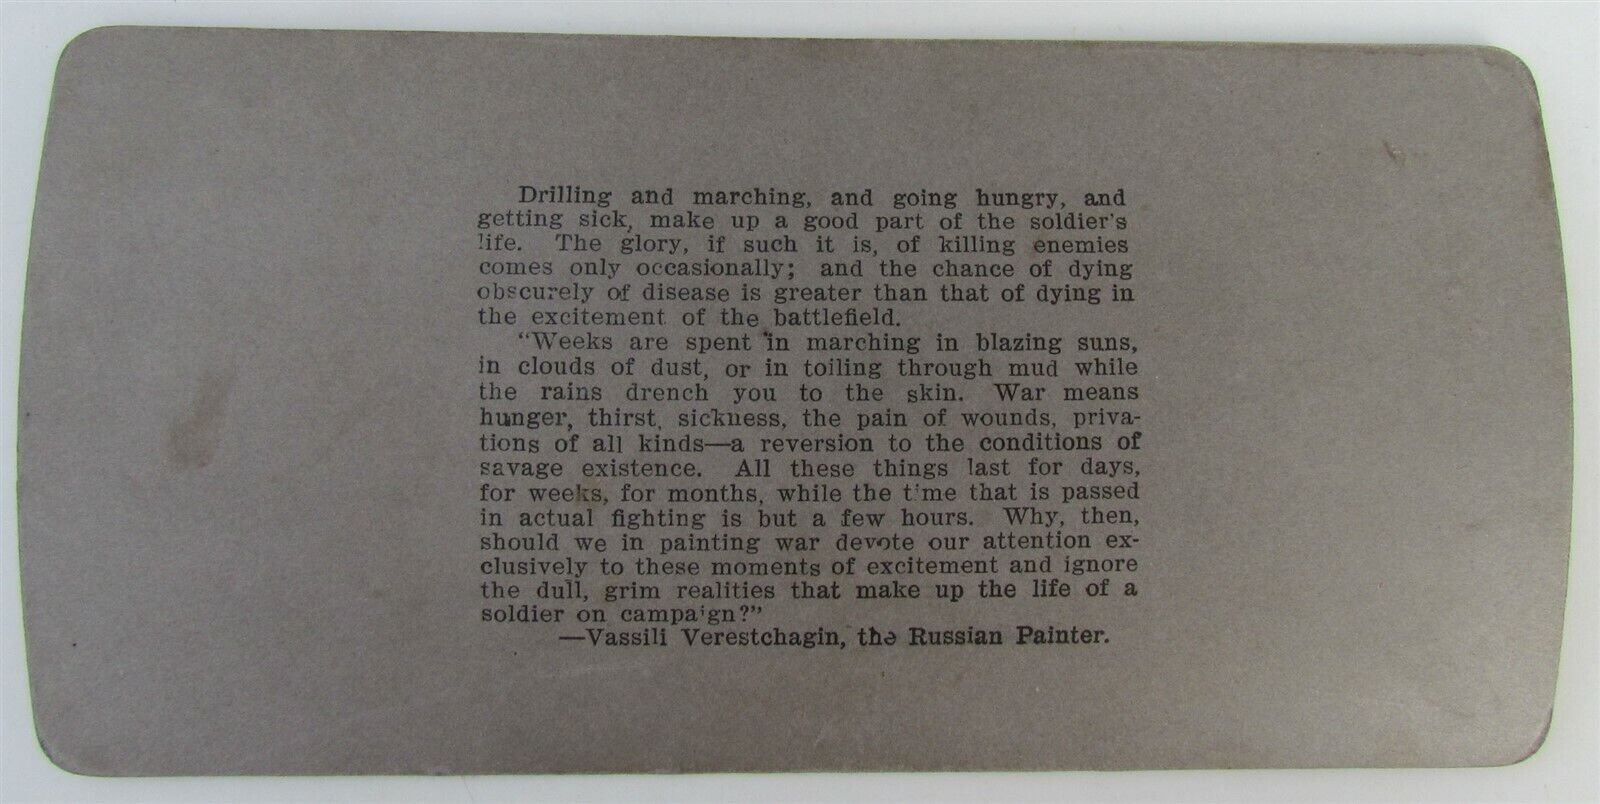 Drilling and marching, and going hungry, and
getting sick, make up a good part of the soldier's
life. The glory, if such it is, of killing enemies
comes only occasionally; and the chance of dying
obscurely of disease is greater than that of dying in
the excitement of the battlefield.
"Weeks are spent in marching in blazing suns,
in clouds of dust, or in toiling through mud while
the rains drench you to the skin. War means
hunger, thirst, sickness, the pain of wounds, priva-
tions of all kinds—a reversion to the conditions of
savage existence. All these things last for days,
for weeks, for months, while the time that is passed
in actual fighting is but a few hours. Why, then,
should we in painting war devote our attention ex-
clusively to these moments of excitement and ignore
the dull, grim realities that make up the life of a
soldier on campaign?"
—Vassili Verestchagin, the Russian Painter.